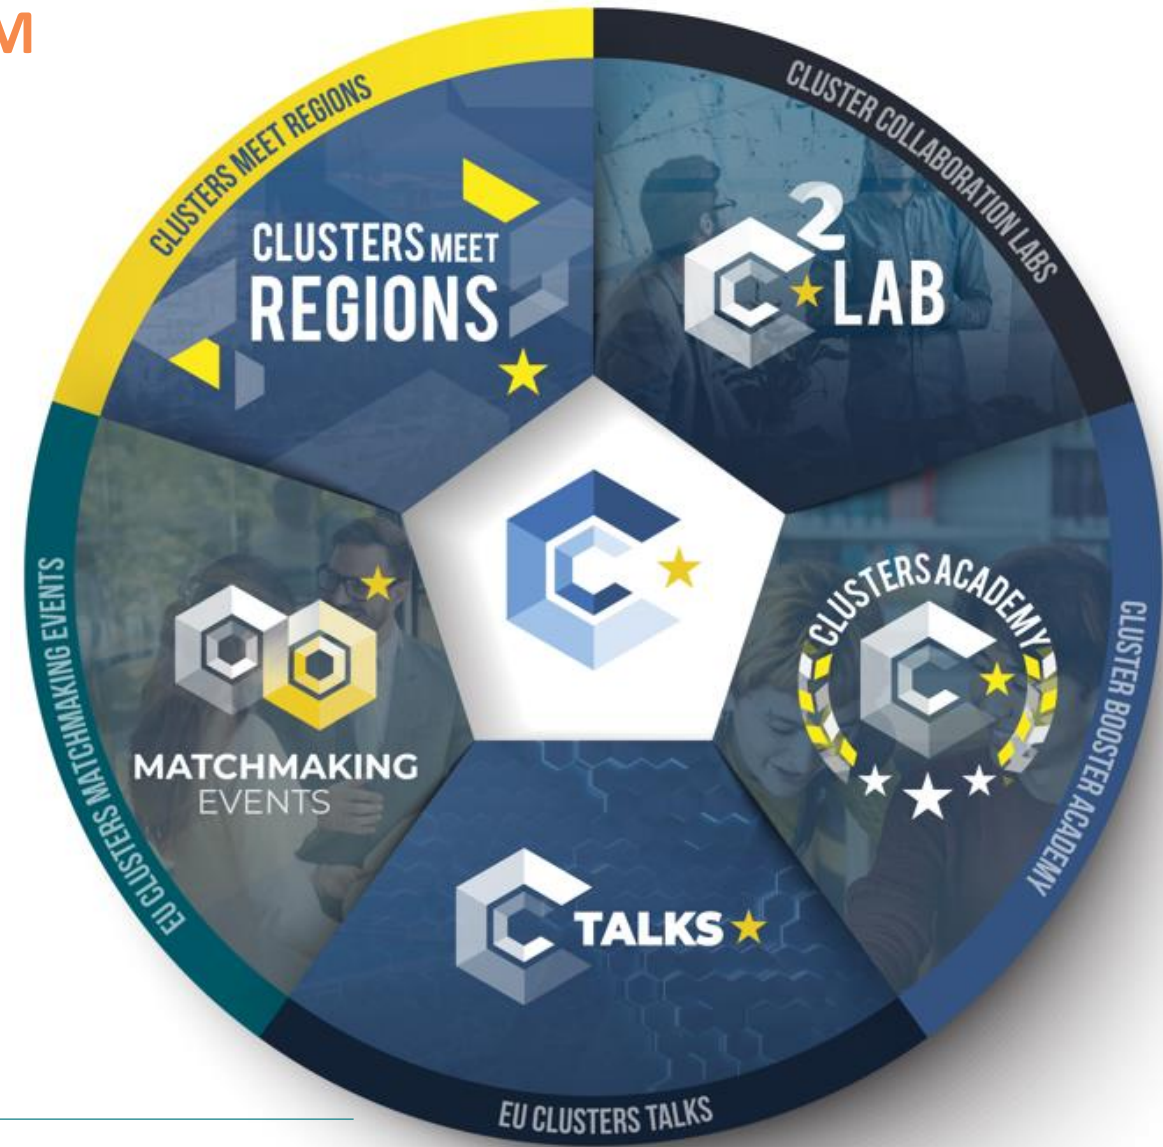 M
CLUSTERS MEET REGIONS
CLUSTERS MEET
REGIONS
CLUSTER COLLABORATION LABS
C2
LAB
CLUSTERS ACADEMY
CLUSTER BOOSTER ACADEMY
TALKS
EU CLUSTERS TALKS
MATCHMAKING
EVENTS
EU CLUSTERS MATCHMAKING EVENTS